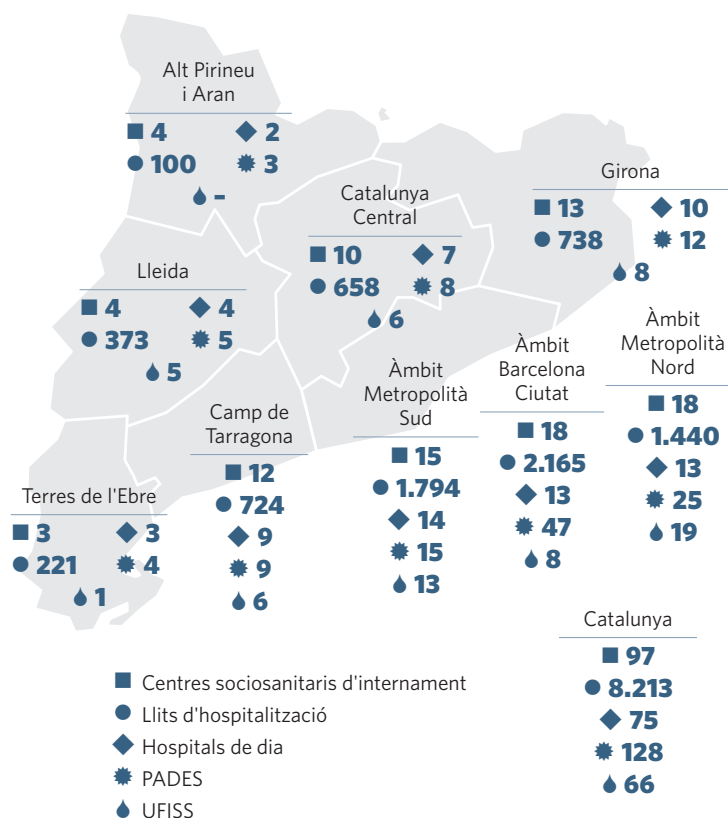 Alt Pirineu
i Aran
4 2
100 3
-
Catalunya
Central
10 7
658 8
6
Girona
13 10
738 12
8
Lleida
4 4
373 5
5
Àmbit
Metropolità
Nord
18
1.440
13
25
19
Àmbit
Barcelona
Ciutat
18
2.165
13
47
8
Àmbit
Metropolità
Sud
15
1.794
14
15
13
Camp de
Tarragona
12
724
9
9
6
Terres de l'Ebre
3 3
221 4
1
Catalunya
97
8.213
75
128
66
Centres sociosanitaris d'internament
Llits d'hospitalització
Hospitals de dia
PADES
UFISS